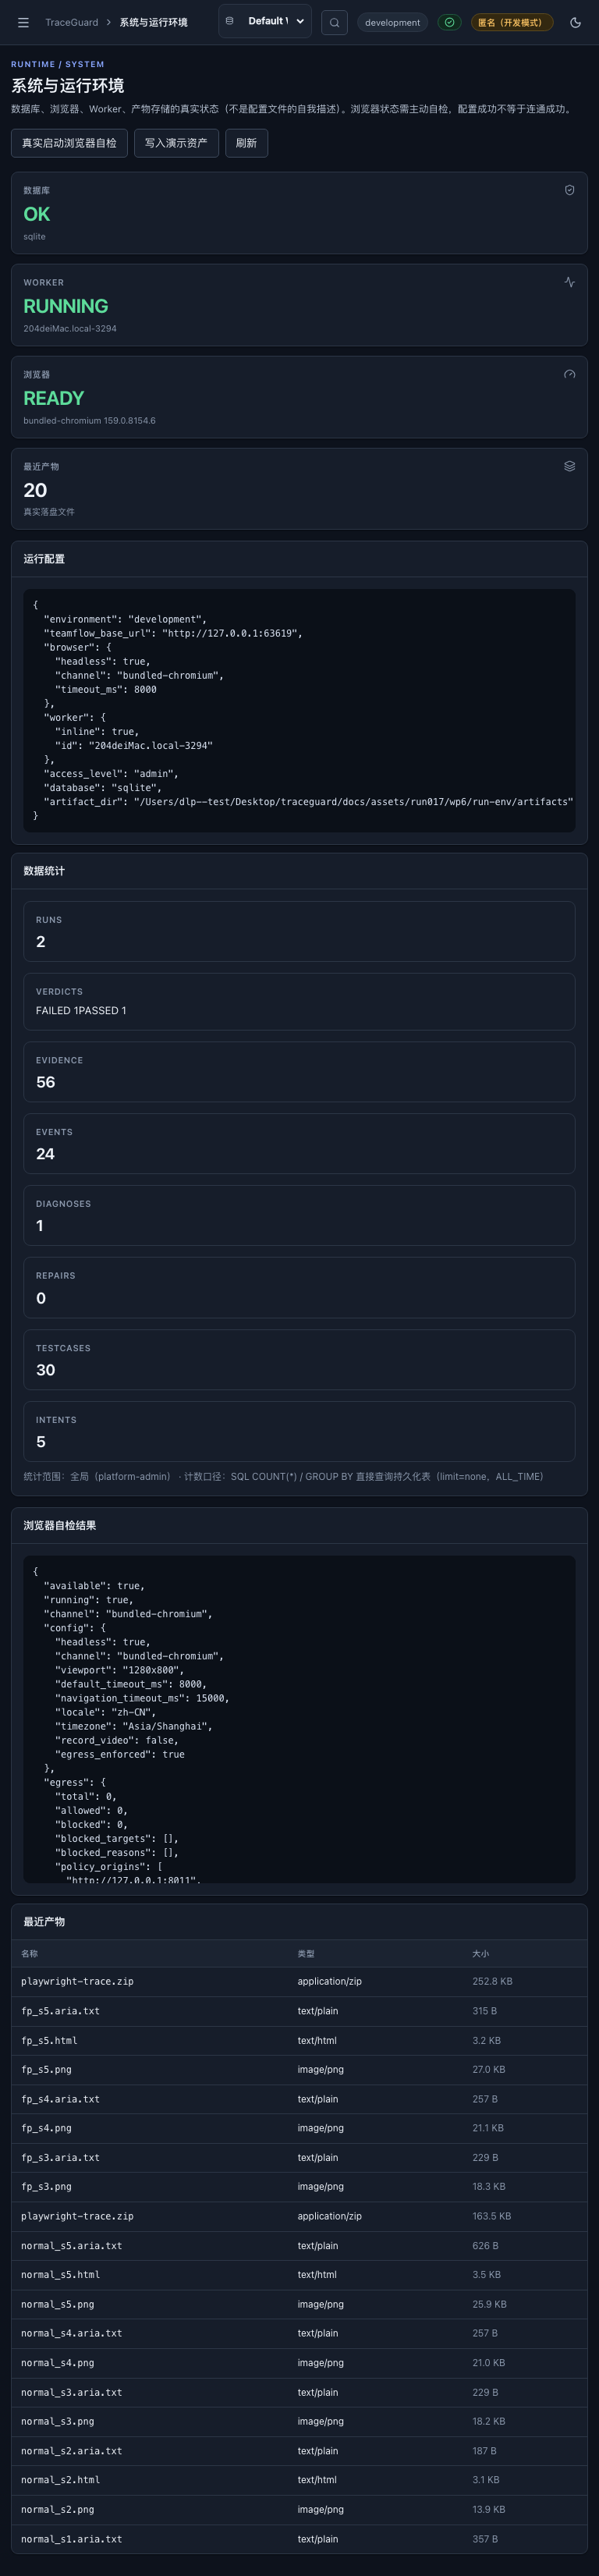 TraceGuard > 系统与运行环境
Default
development
匿名（开发模式）
RUNTIME / SYSTEM
系统与运行环境
数据库、浏览器、Worker、产物存储的真实状态（不是配置文件的自我描述）。浏览器状态需主动自检，配置成功不等于连通成功。
真实启动浏览器自检
写入演示资产
刷新
数据库
OK
sqlite
WORKER
RUNNING
204deiMac.local-3294
浏览器
READY
bundled-chromium 159.0.8154.6
最近产物
20
真实落盘文件
运行配置
{
  "environment": "development",
  "teamflow_base_url": "http://127.0.0.1:63619",
  "browser": {
    "headless": true,
    "channel": "bundled-chromium",
    "timeout_ms": 8000
  },
  "worker": {
    "inline": true,
    "id": "204deiMac.local-3294"
  },
  "access_level": "admin",
  "database": "sqlite",
  "artifact_dir": "/Users/dlp--test/Desktop/traceguard/docs/assets/run017/wp6/run-env/artifacts"
}
数据统计
RUNS
2
VERDICTS
FAILED 1PASSED 1
EVIDENCE
56
EVENTS
24
DIAGNOSES
1
REPAIRS
0
TESTCASES
30
INTENTS
5
统计范围：全局（platform-admin） · 计数口径：SQL COUNT(*) / GROUP BY 直接查询持久化表（limit=none，ALL_TIME）
浏览器自检结果
{
  "available": true,
  "running": true,
  "channel": "bundled-chromium",
  "config": {
    "headless": true,
    "channel": "bundled-chromium",
    "viewport": "1280x800",
    "default_timeout_ms": 8000,
    "navigation_timeout_ms": 15000,
    "locale": "zh-CN",
    "timezone": "Asia/Shanghai",
    "record_video": false,
    "egress_enforced": true
  },
  "egress": {
    "total": 0,
    "allowed": 0,
    "blocked": 0,
    "blocked_targets": [],
    "blocked_reasons": [],
    "policy_origins": [
      "http://127.0.0.1:8011",
最近产物
名称 类型 大小
playwright-trace.zip application/zip 252.8 KB
fp_s5.aria.txt text/plain 315 B
fp_s5.html text/html 3.2 KB
fp_s5.png image/png 27.0 KB
fp_s4.aria.txt text/plain 257 B
fp_s4.png image/png 21.1 KB
fp_s3.aria.txt text/plain 229 B
fp_s3.png image/png 18.3 KB
playwright-trace.zip application/zip 163.5 KB
normal_s5.aria.txt text/plain 626 B
normal_s5.html text/html 3.5 KB
normal_s5.png image/png 25.9 KB
normal_s4.aria.txt text/plain 257 B
normal_s4.png image/png 21.0 KB
normal_s3.aria.txt text/plain 229 B
normal_s3.png image/png 18.2 KB
normal_s2.aria.txt text/plain 187 B
normal_s2.html text/html 3.1 KB
normal_s2.png image/png 13.9 KB
normal_s1.aria.txt text/plain 357 B